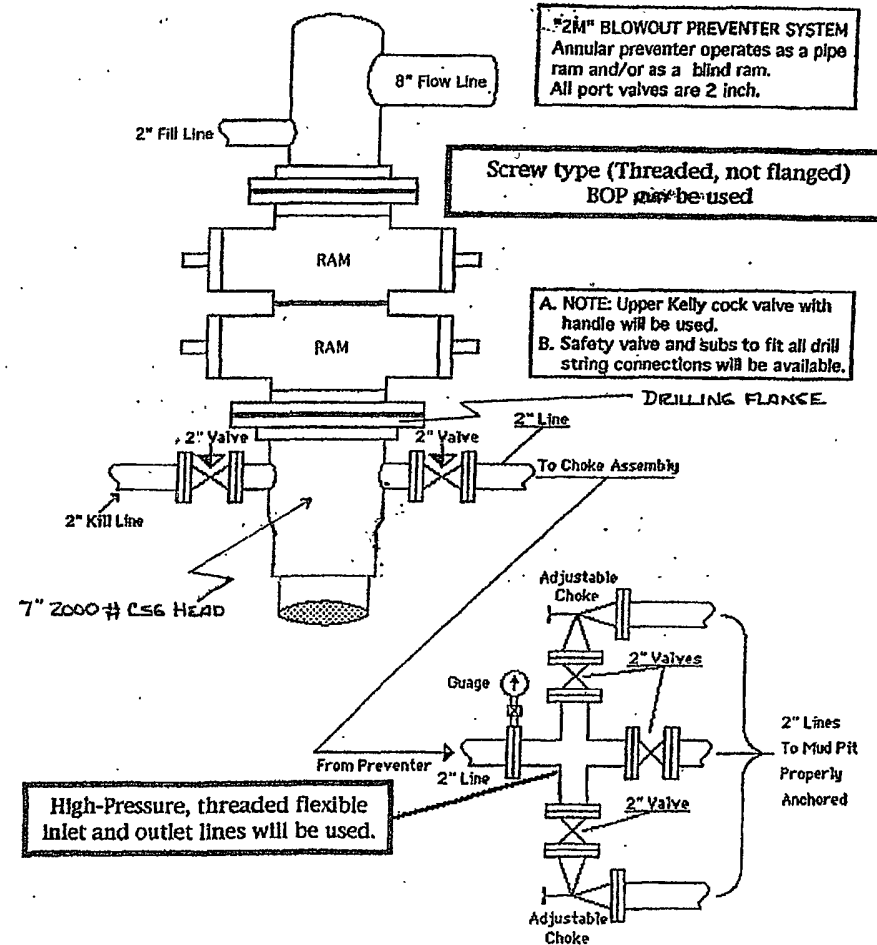 "2M" BLOWOUT PREVENTER SYSTEM
Annular preventer operates as a pipe
ram and/or as a blind ram.
All port valves are 2 inch.
8" Flow Line
2" Fill Line
Screw type (Threaded, not flanged)
BOP may be used
RAM
RAM
A. NOTE: Upper Kelly cock valve with
handle will be used.
B. Safety valve and subs to fit all drill
string connections will be available.
DRILLING FLANGE
2" Valve
2" Valve
2" Line
To Choke Assembly
2" Kill Line
7" 2000 # CSG HEAD
Adjustable
Choke
2" Valves
Guage
2" Lines
To Mud Pit
Properly
Anchored
From Preventer
2" Line
High-Pressure, threaded flexible
inlet and outlet lines will be used.
2" Valve
Adjustable
Choke